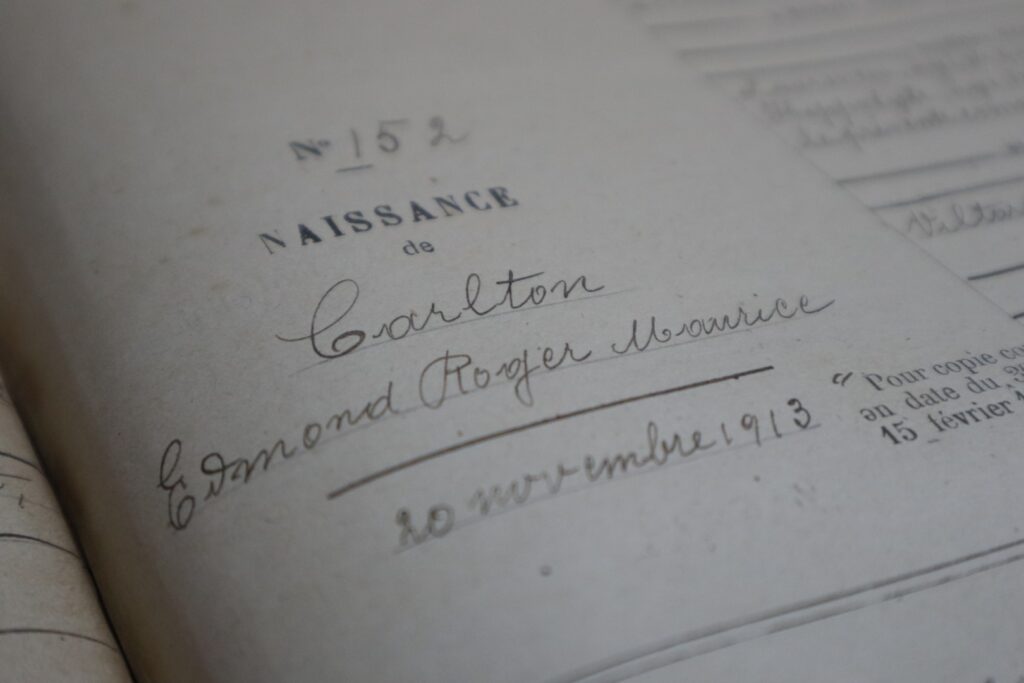 N° 152
NAISSANCE
de
Carlton
Edmond Roger Maurice
20 novembre 1913
" Pour copie
en date du
15 février